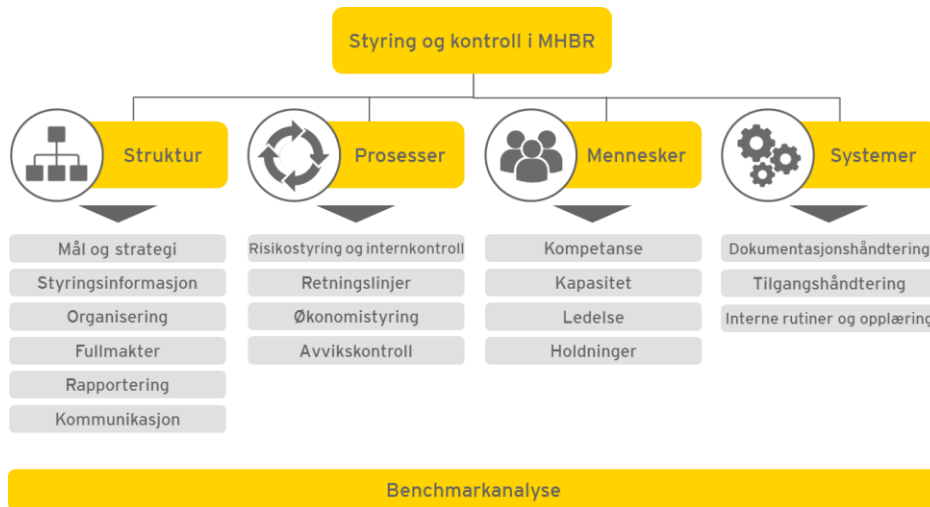 Styring og kontroll i MHBR
Struktur
Prosesser
Mennesker
Systemer
Mål og strategi
Styringsinformasjon
Organisering
Fullmakter
Rapportering
Kommunikasjon
Risikostyring og internkontroll
Retningslinjer
Økonomistyring
Avvikskontroll
Kompetanse
Kapasitet
Ledelse
Holdninger
Dokumentasjonshåndtering
Tilgangshåndtering
Interne rutiner og opplæring
Benchmarkanalyse